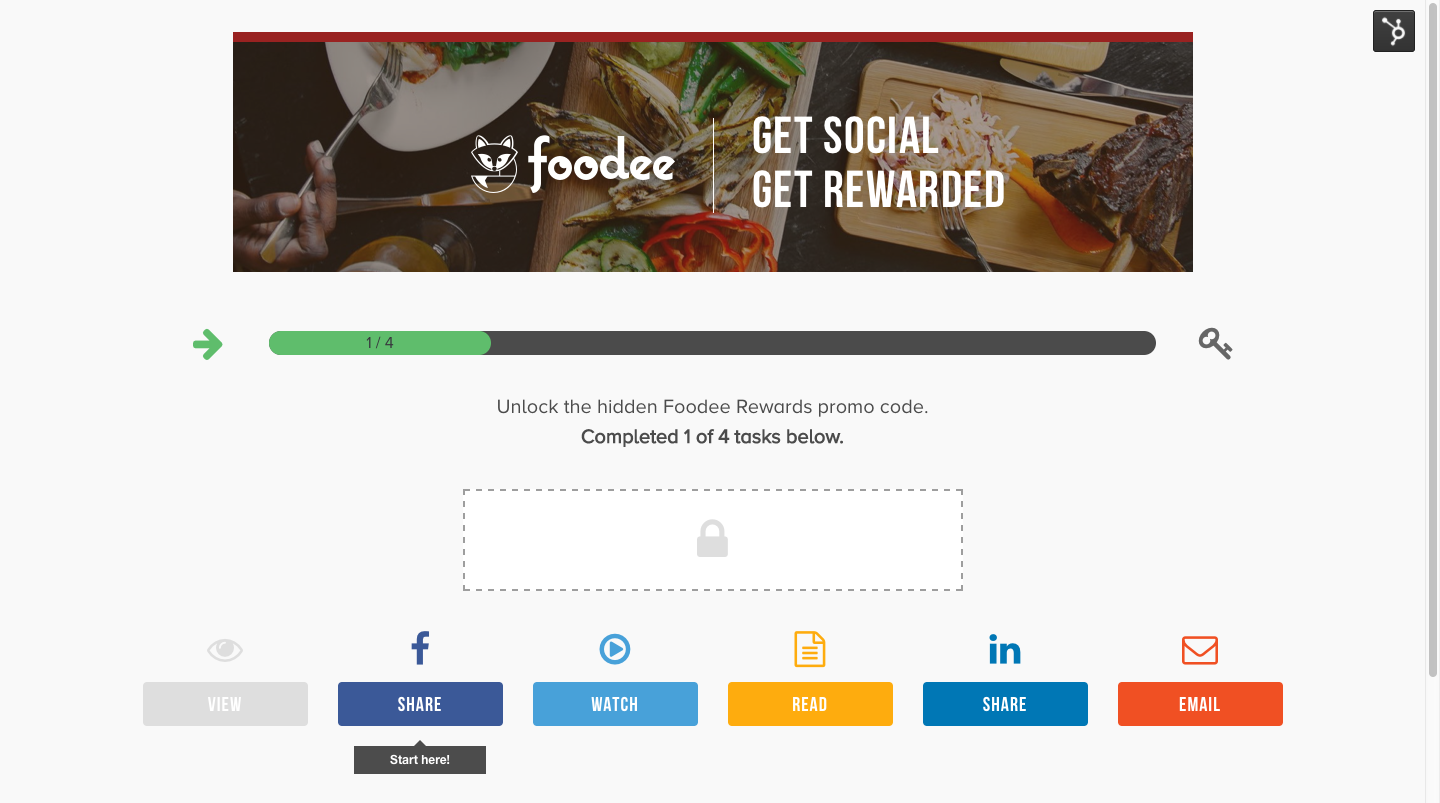 foodee
GET SOCIAL
GET REWARDED
1 / 4
Unlock the hidden Foodee Rewards promo code.
Completed 1 of 4 tasks below.
VIEW
SHARE
WATCH
READ
SHARE
EMAIL
Start here!